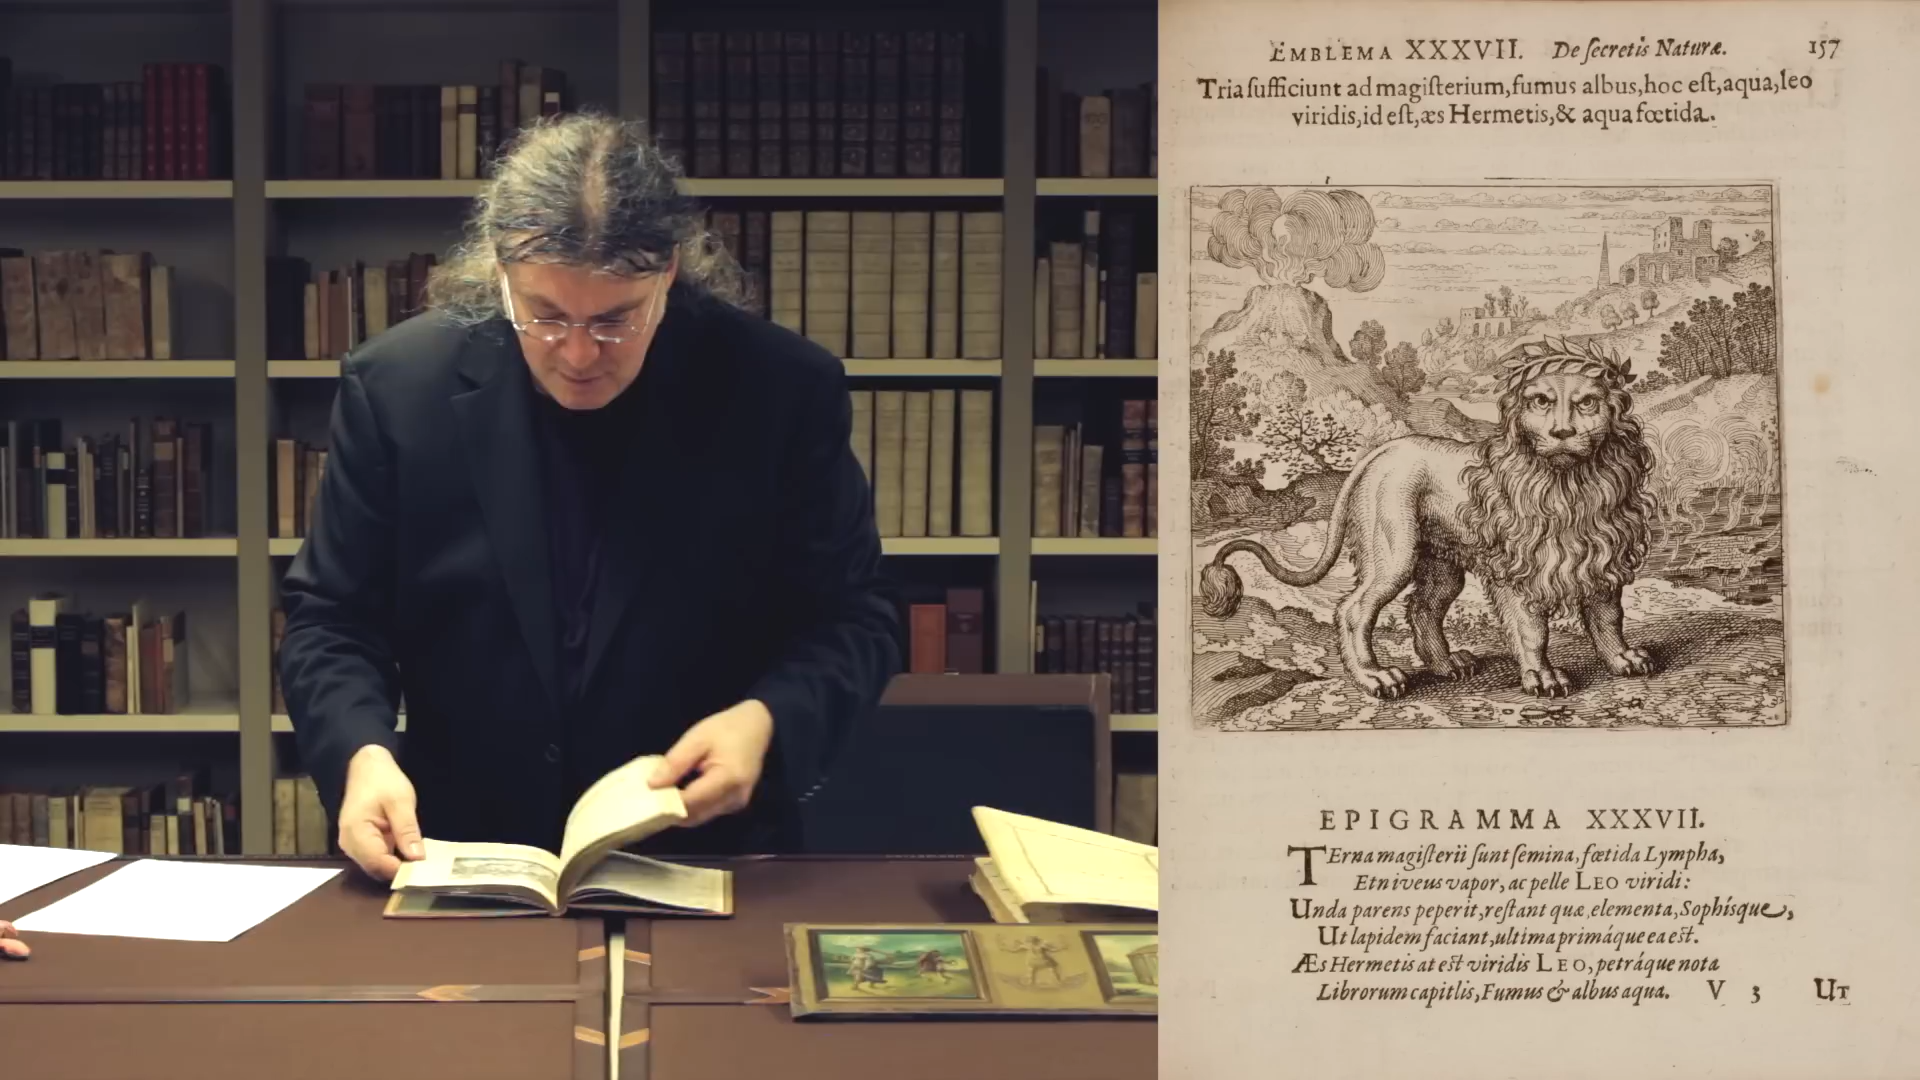 EMBLEMA XXXVII. De ſecretis Naturæ. 157
Tria ſufficiunt ad magiſterium, fumus albus, hoc eſt, aqua, leo
viridis, id eſt, æs Hermetis, & aqua fœtida.
EPIGRAMMA XXXVII.
TErna magiſterii ſunt ſemina, fœtida Lympha,
Et niveus vapor, ac pelle LEO viridi:
Unda parens peperit, reſtant quæ, elementa, Sophíſque,
Ut lapidem faciant, ultima primáque ea eſt.
Æs Hermetis at eſt viridis LEO, petráque nota
Librorum capitlis, Fumus & albus aqua. V 3 UT